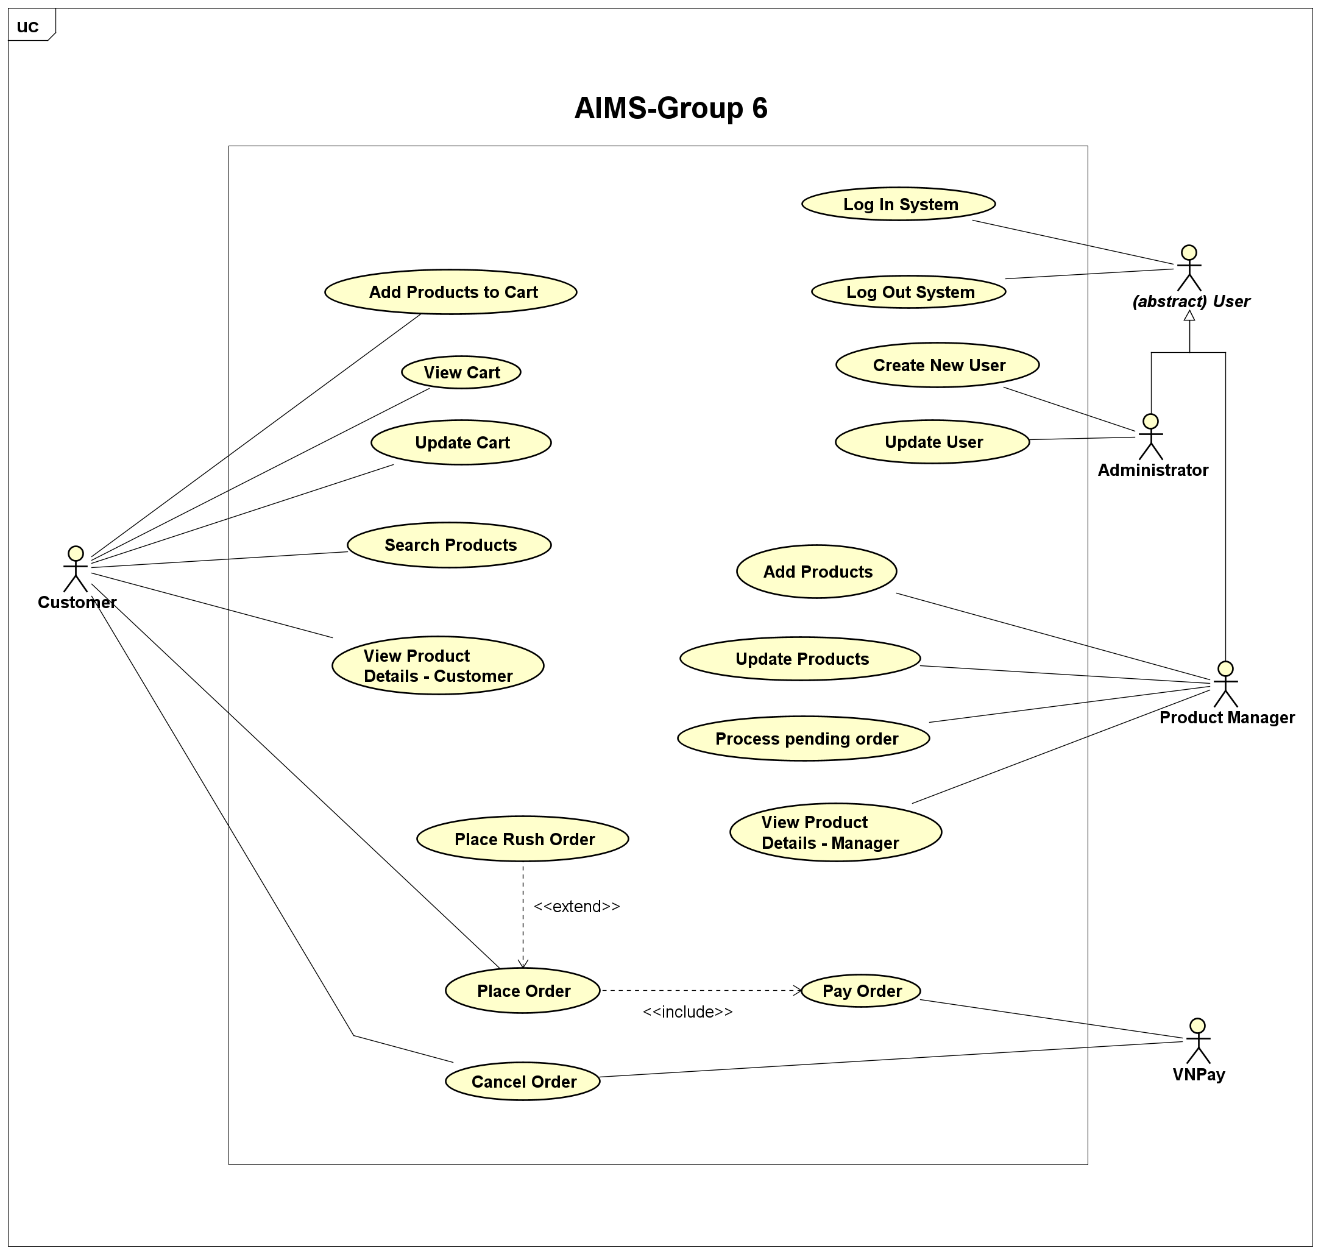 uc
AIMS-Group 6
Log In System
Log Out System
(abstract) User
Add Products to Cart
View Cart
Create New User
Update Cart
Update User
Administrator
Search Products
Add Products
Customer
View Product
Details - Customer
Update Products
Process pending order
Product Manager
Place Rush Order
View Product
Details - Manager
<<extend>>
Place Order
<<include>>
Pay Order
Cancel Order
VNPay